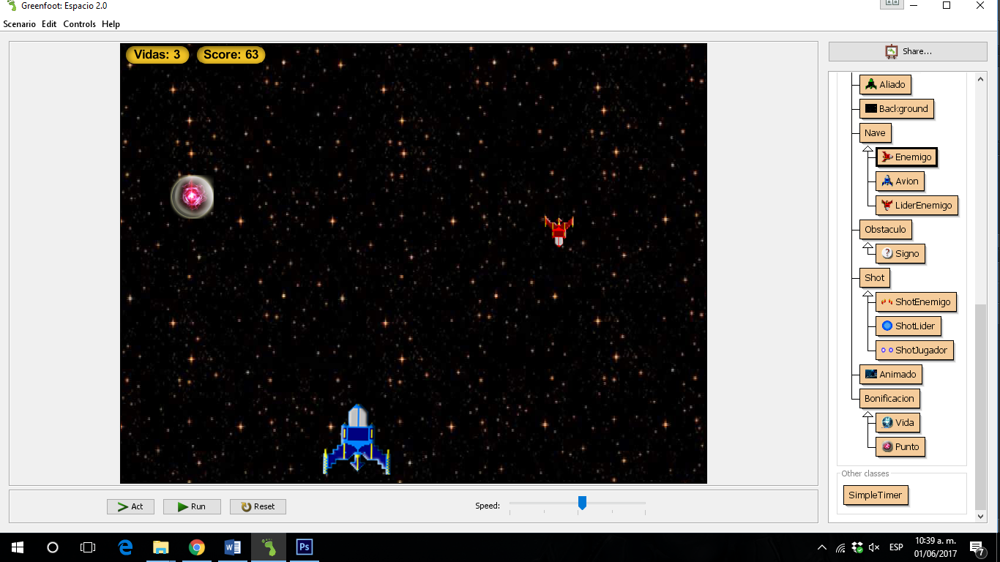 Greenfoot: Espacio 2.0
Scenario Edit Controls Help
Vidas: 3 Score: 63
Share...
Aliado
Background
Nave
Enemigo
Avion
LiderEnemigo
Obstaculo
? Signo
Shot
ShotEnemigo
ShotLider
ShotJugador
Animado
Bonificacion
Vida
Punto
Other classes
SimpleTimer
Act Run Reset Speed:
Ps
ESP
10:39 a. m.
01/06/2017
7